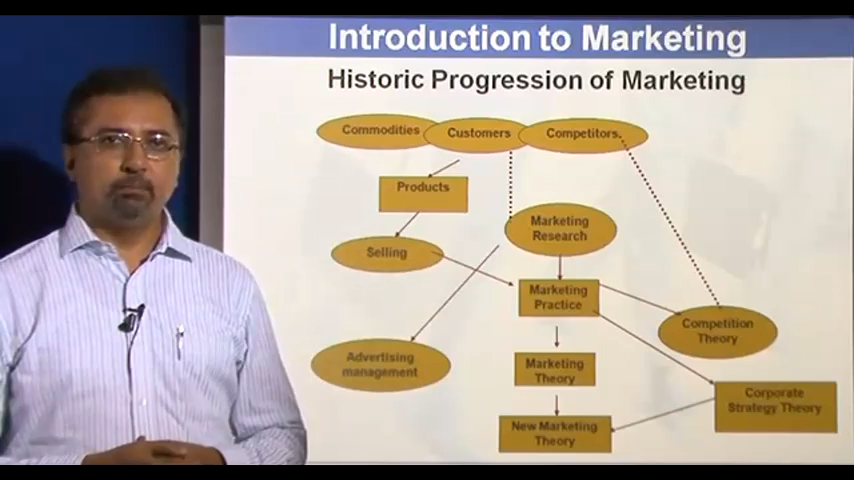 Introduction to Marketing
Historic Progression of Marketing
Commodities
Customers
Competitors
Products
Marketing
Research
Selling
Marketing
Practice
Competition
Theory
Advertising
management
Marketing
Theory
Corporate
Strategy Theory
New Marketing
Theory